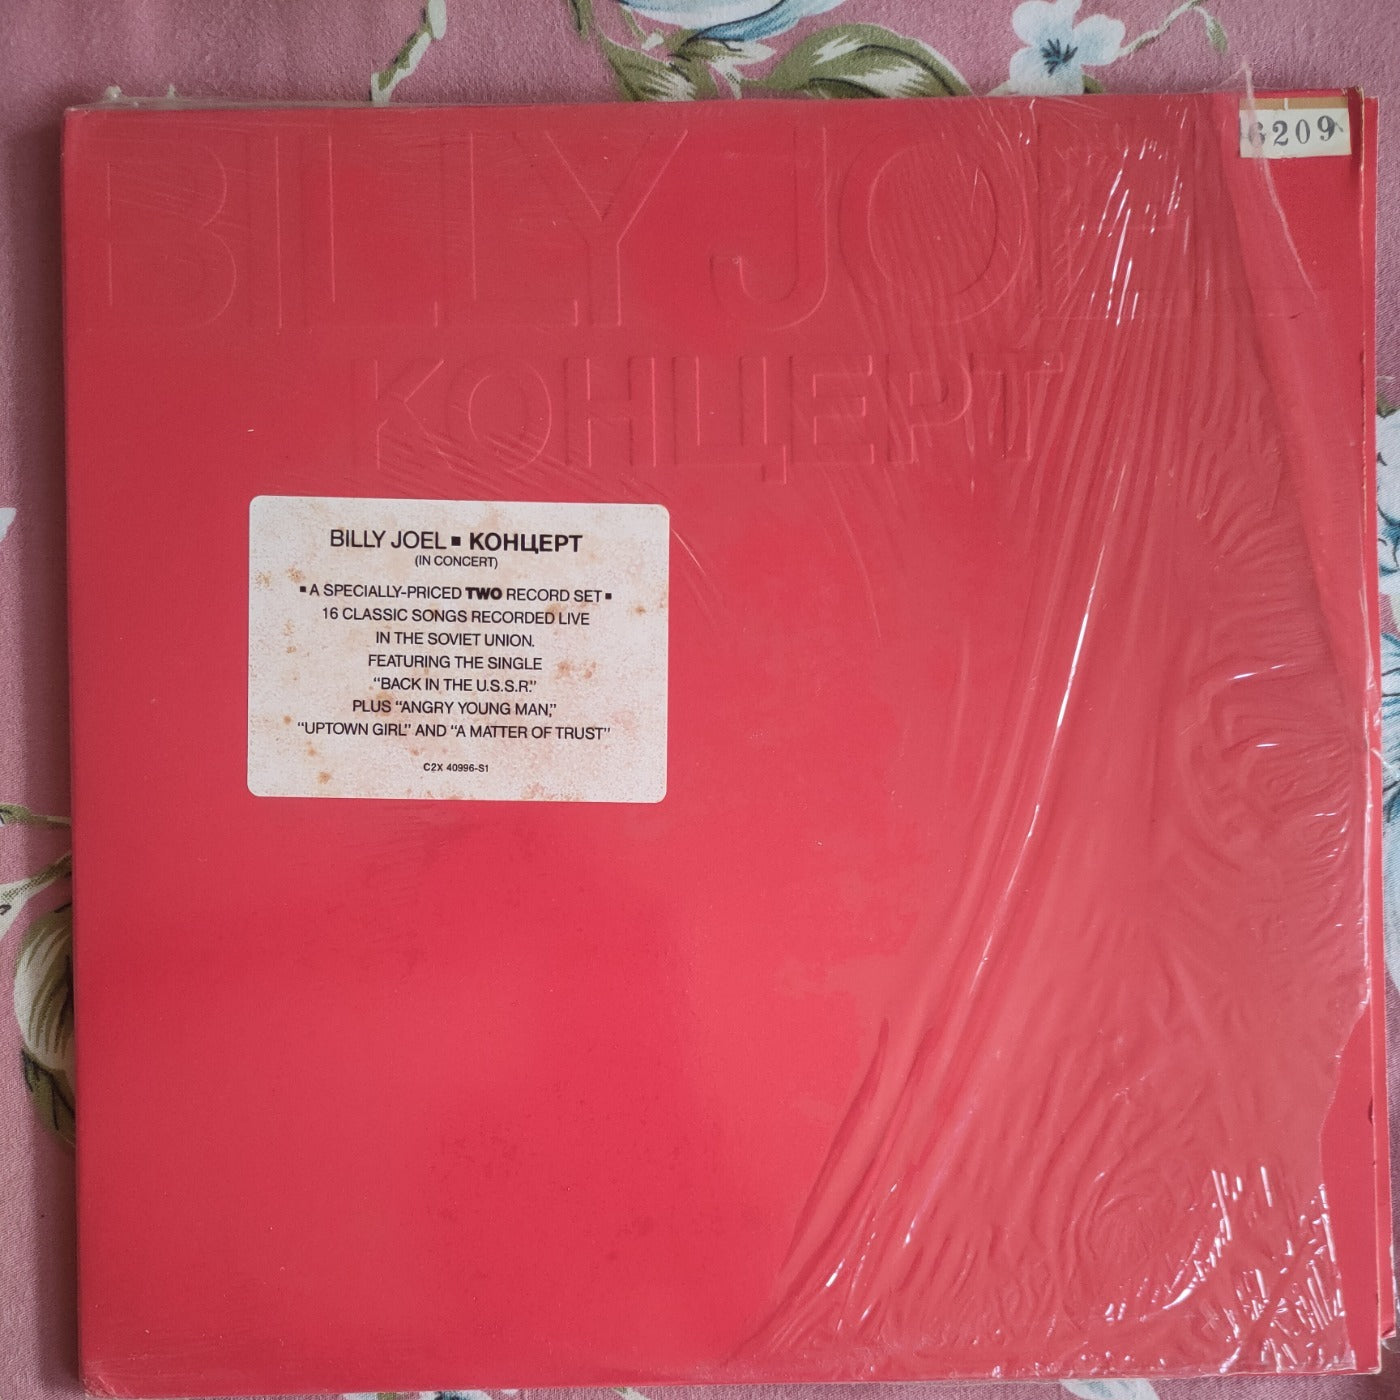 6209
BILLY JOEL
КОНЦЕРТ
BILLY JOEL ▪ КОНЦЕРТ
(IN CONCERT)
▪ A SPECIALLY-PRICED TWO RECORD SET ▪
16 CLASSIC SONGS RECORDED LIVE
IN THE SOVIET UNION.
FEATURING THE SINGLE
“BACK IN THE U.S.S.R.”
PLUS “ANGRY YOUNG MAN,”
“UPTOWN GIRL” AND “A MATTER OF TRUST”
C2X 40996-S1